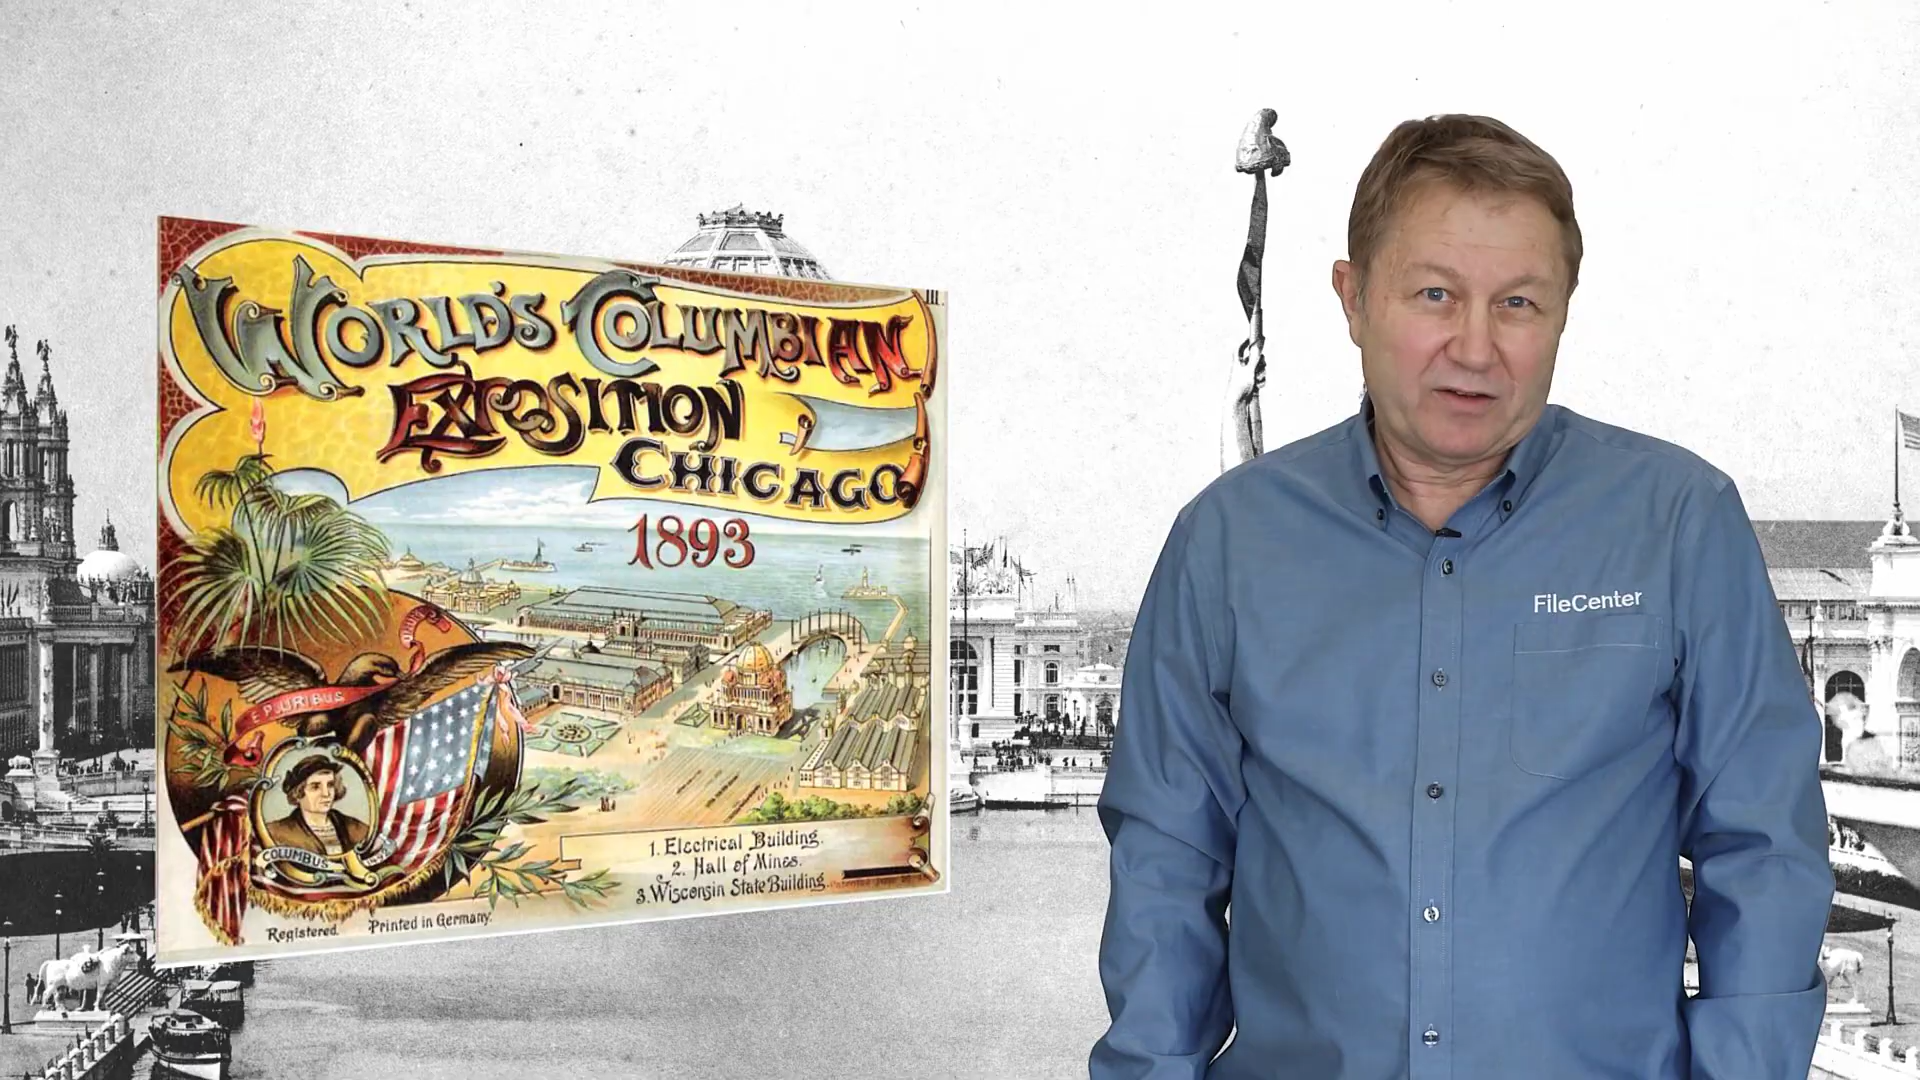 III.
WORLD'S COLUMBIAN
EXPOSITION
CHICAGO
1893
E PLURIBUS
COLUMBUS
1. Electrical Building.
2. Hall of Mines.
3. Wisconsin State Building.
Registered.
Printed in Germany.
FileCenter